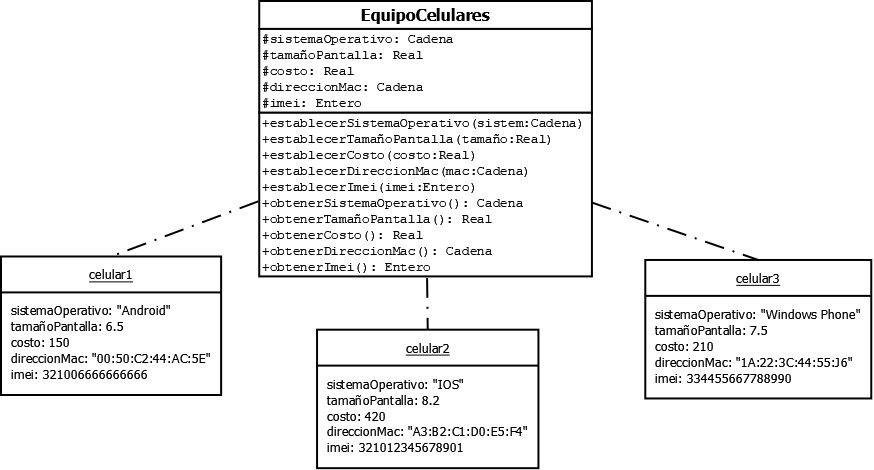 EquipoCelulares
#sistemaOperativo: Cadena
#tamañoPantalla: Real
#costo: Real
#direccionMac: Cadena
#imei: Entero
+establecerSistemaOperativo(sistem:Cadena)
+establecerTamañoPantalla(tamaño:Real)
+establecerCosto(costo:Real)
+establecerDireccionMac(mac:Cadena)
+establecerImei(imei:Entero)
+obtenerSistemaOperativo(): Cadena
+obtenerTamañoPantalla(): Real
+obtenerCosto(): Real
+obtenerDireccionMac(): Cadena
+obtenerImei(): Entero
celular1
sistemaOperativo: "Android"
tamañoPantalla: 6.5
costo: 150
direccionMac: "00:50:C2:44:AC:5E"
imei: 321006666666666
celular2
sistemaOperativo: "IOS"
tamañoPantalla: 8.2
costo: 420
direccionMac: "A3:B2:C1:D0:E5:F4"
imei: 321012345678901
celular3
sistemaOperativo: "Windows Phone"
tamañoPantalla: 7.5
costo: 210
direccionMac: "1A:22:3C:44:55:J6"
imei: 334455667788990